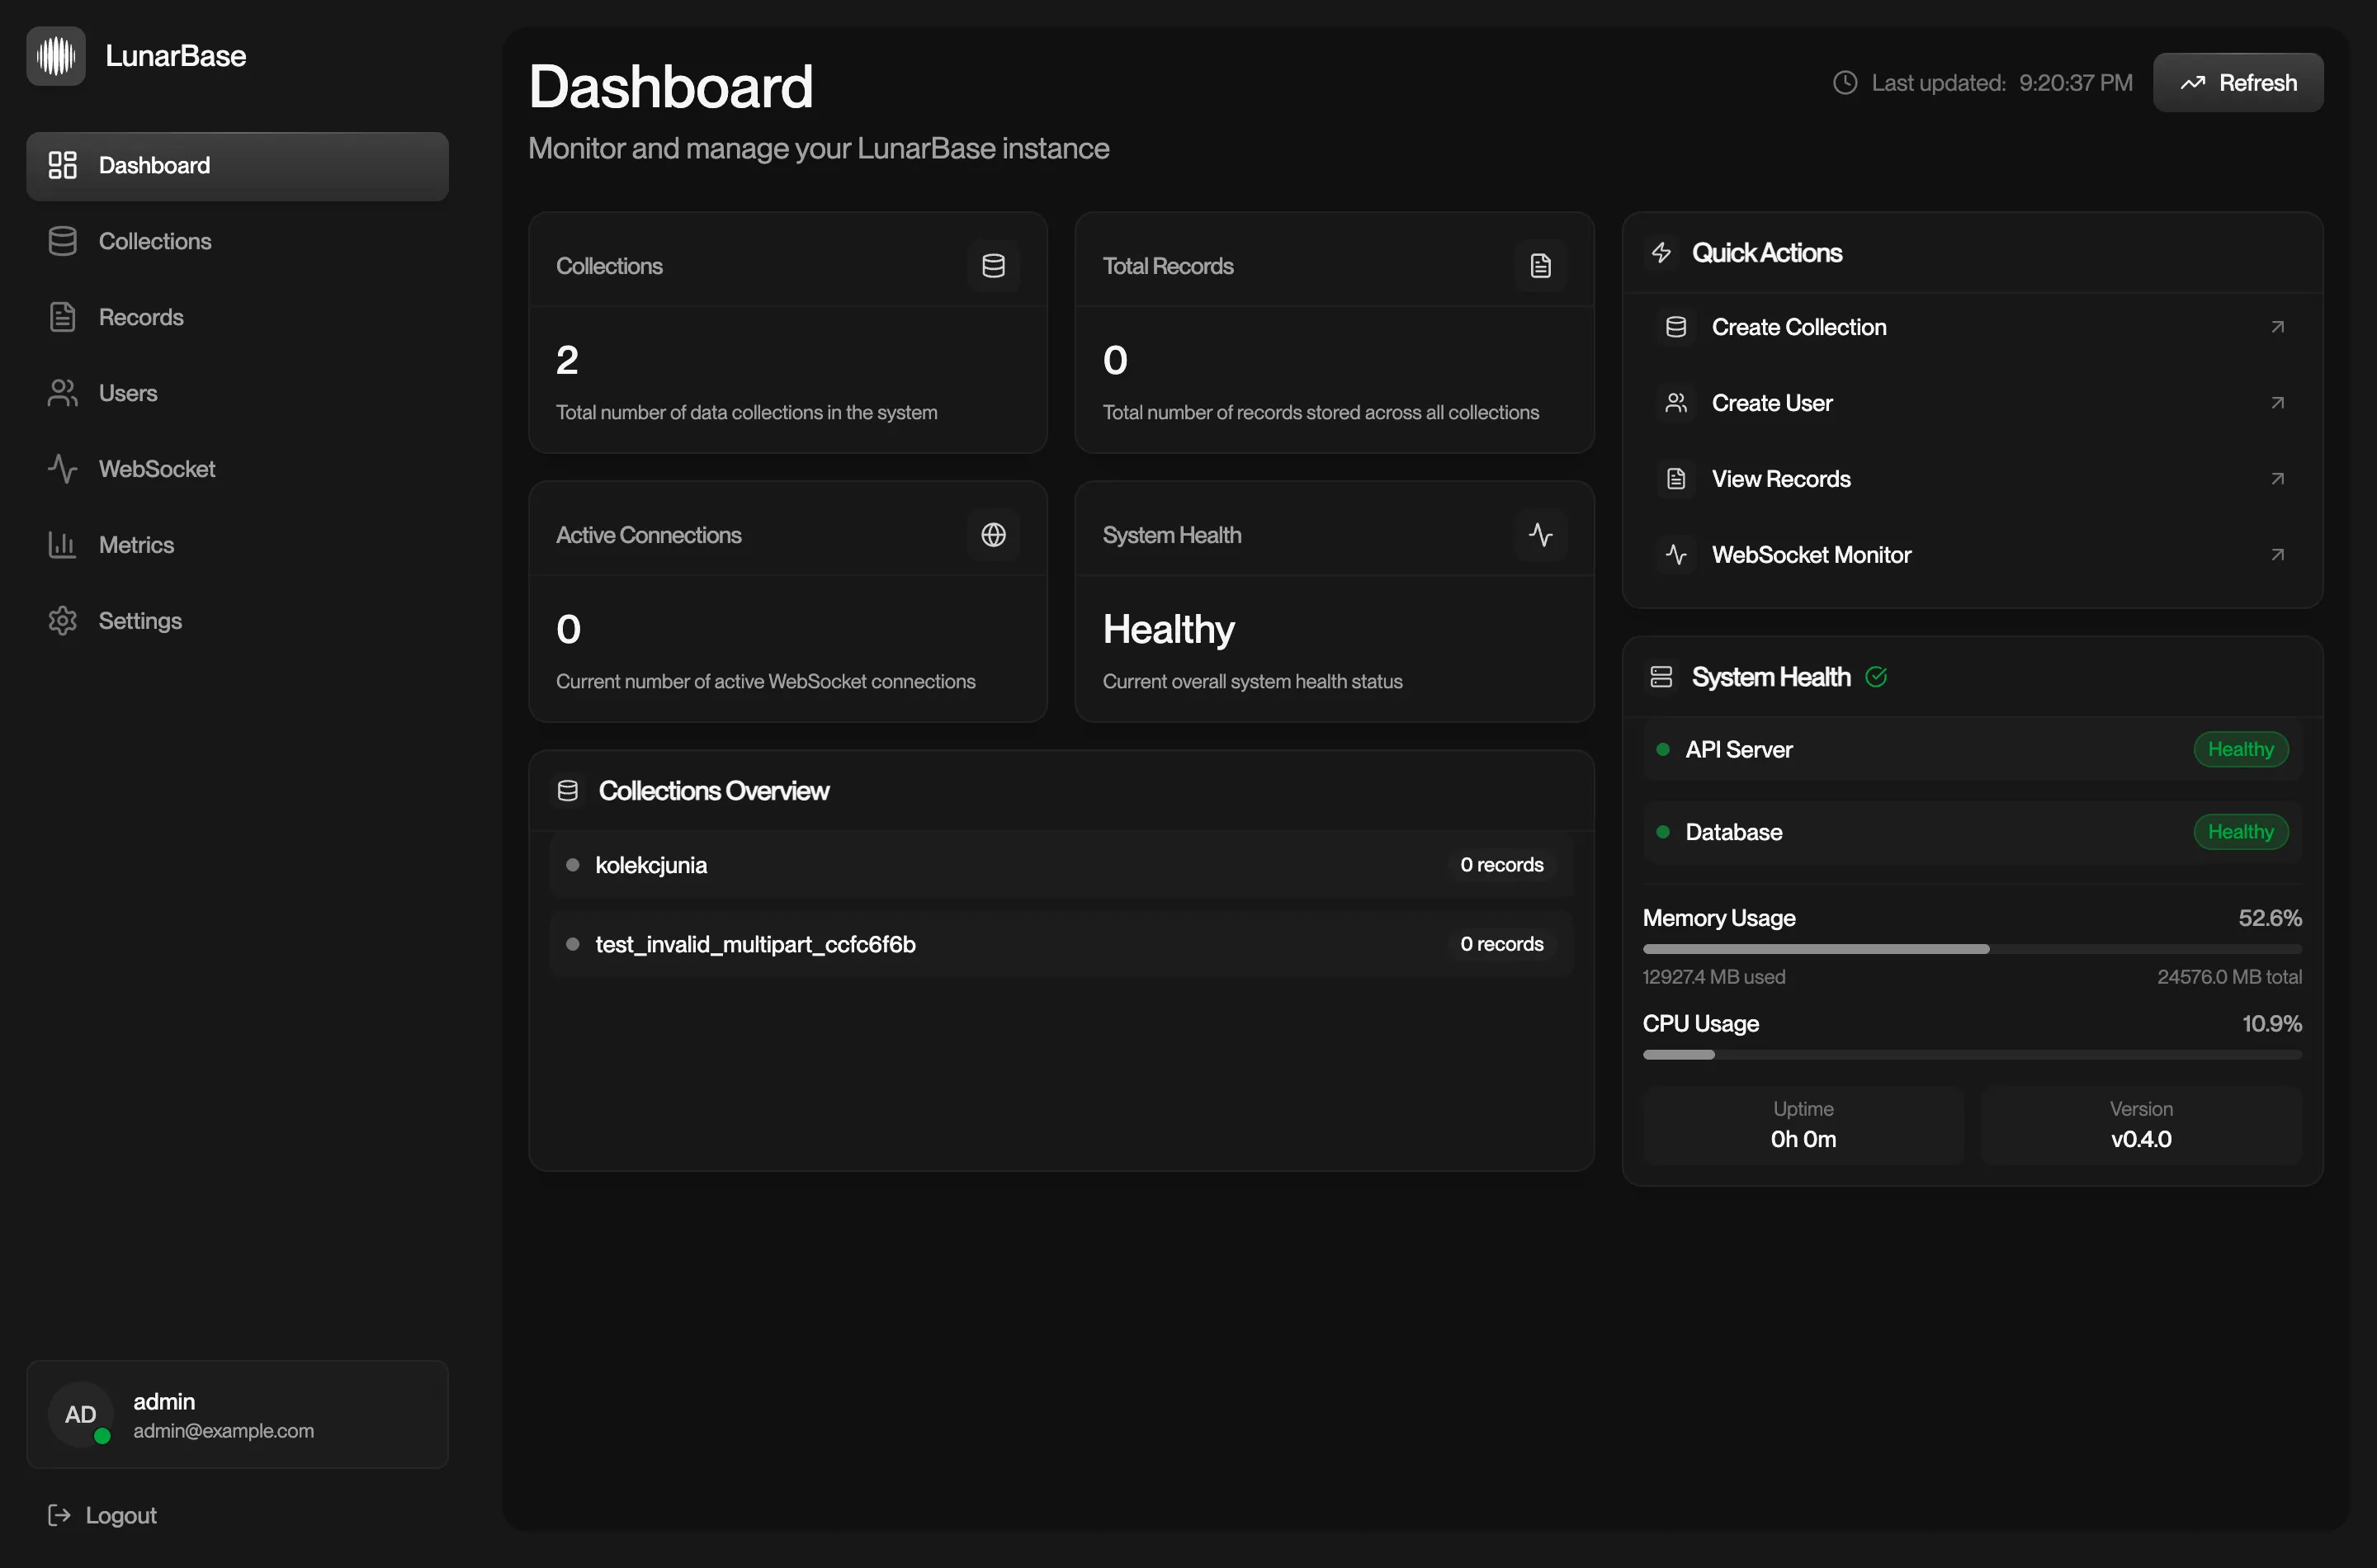 LunarBase
Dashboard
Collections
Records
Users
WebSocket
Metrics
Settings
AD
admin
admin@example.com
Logout
Dashboard
Monitor and manage your LunarBase instance
Last updated: 9:20:37 PM
Refresh
Collections
2
Total number of data collections in the system
Total Records
0
Total number of records stored across all collections
Active Connections
0
Current number of active WebSocket connections
System Health
Healthy
Current overall system health status
Collections Overview
kolekcjunia 0 records
test_invalid_multipart_ccfc6f6b 0 records
Quick Actions
Create Collection
Create User
View Records
WebSocket Monitor
System Health
API Server Healthy
Database Healthy
Memory Usage 52.6%
12927.4 MB used 24576.0 MB total
CPU Usage 10.9%
Uptime
0h 0m
Version
v0.4.0